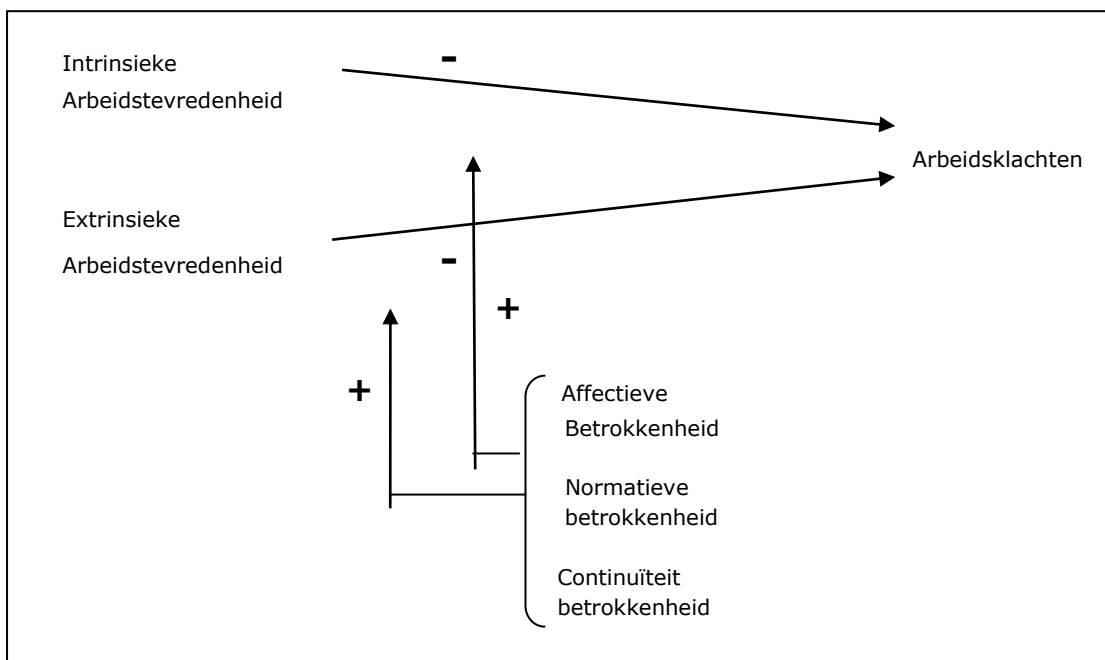 Intrinsieke
Arbeidstevredenheid
-
Arbeidsklachten
Extrinsieke
Arbeidstevredenheid
-
+
+
Affectieve
Betrokkenheid
Normatieve
betrokkenheid
Continuïteit
betrokkenheid